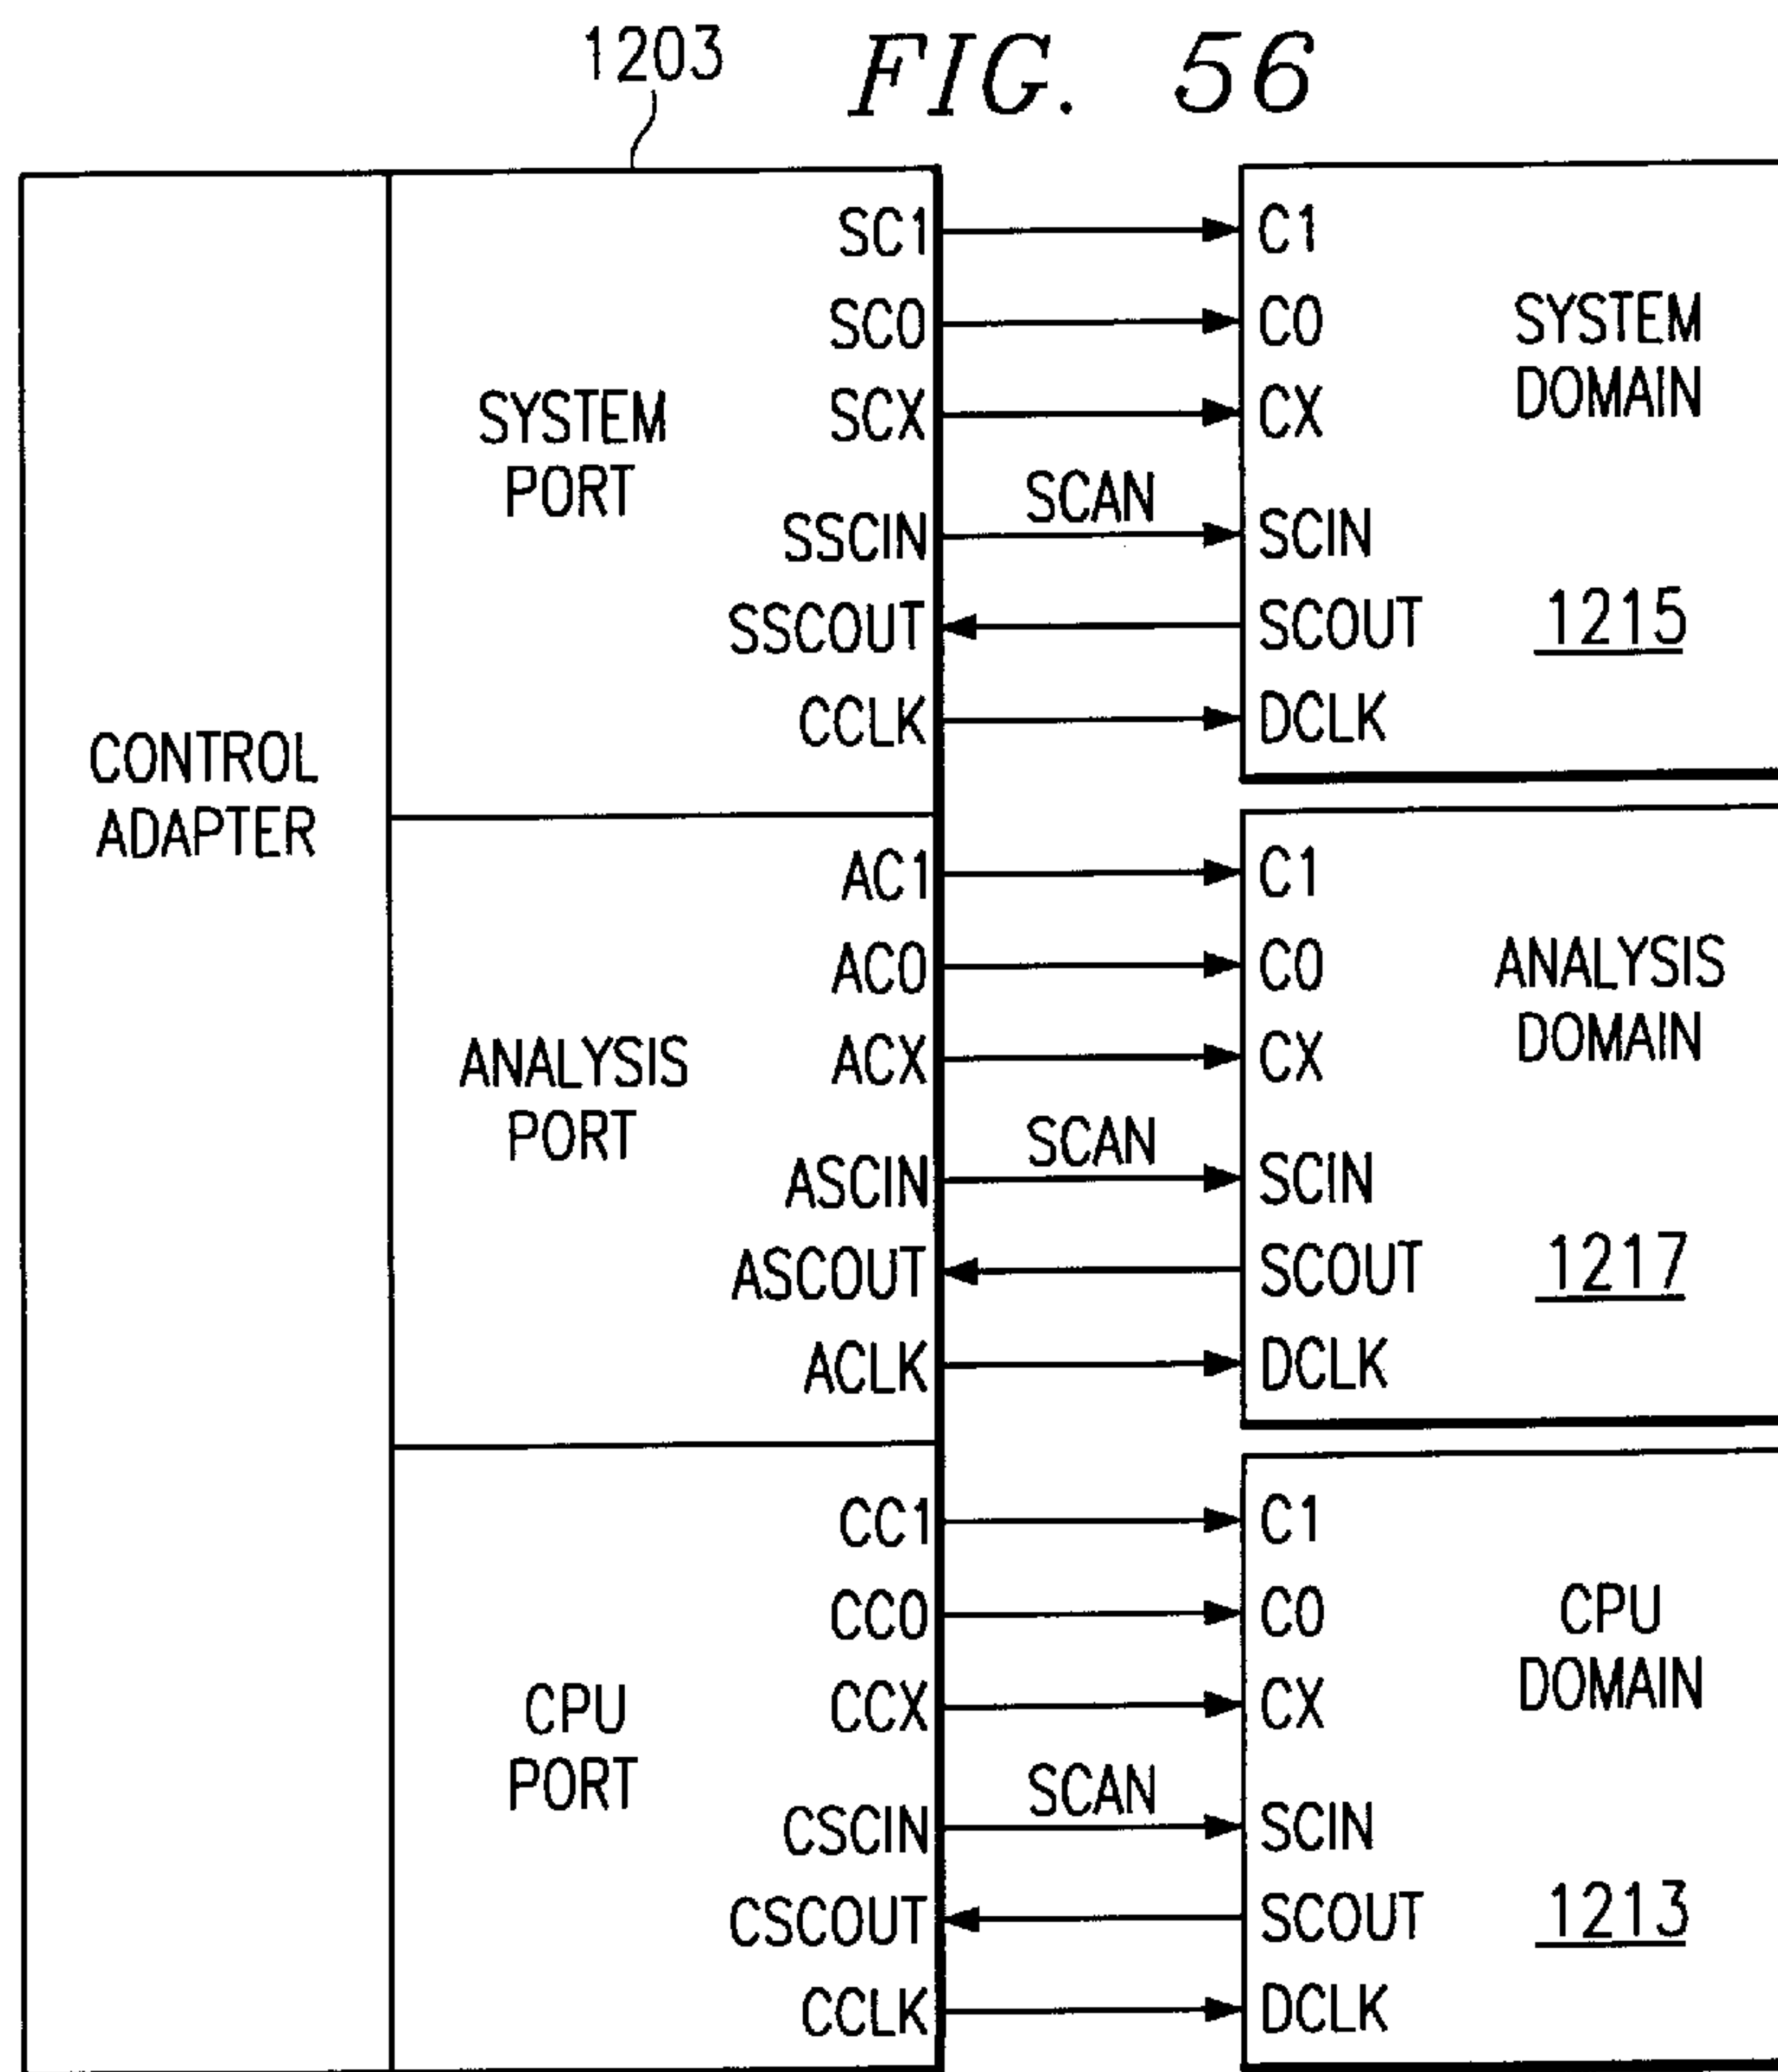 1203
FIG. 56
CONTROL
ADAPTER
SYSTEM
PORT
SC1
SC0
SCX
SSCIN
SSCOUT
CCLK
SCAN
C1
C0
CX
SCIN
SCOUT
DCLK
SYSTEM
DOMAIN
1215
ANALYSIS
PORT
AC1
AC0
ACX
ASCIN
ASCOUT
ACLK
SCAN
C1
C0
CX
SCIN
SCOUT
DCLK
ANALYSIS
DOMAIN
1217
CPU
PORT
CC1
CC0
CCX
CSCIN
CSCOUT
CCLK
SCAN
C1
C0
CX
SCIN
SCOUT
DCLK
CPU
DOMAIN
1213